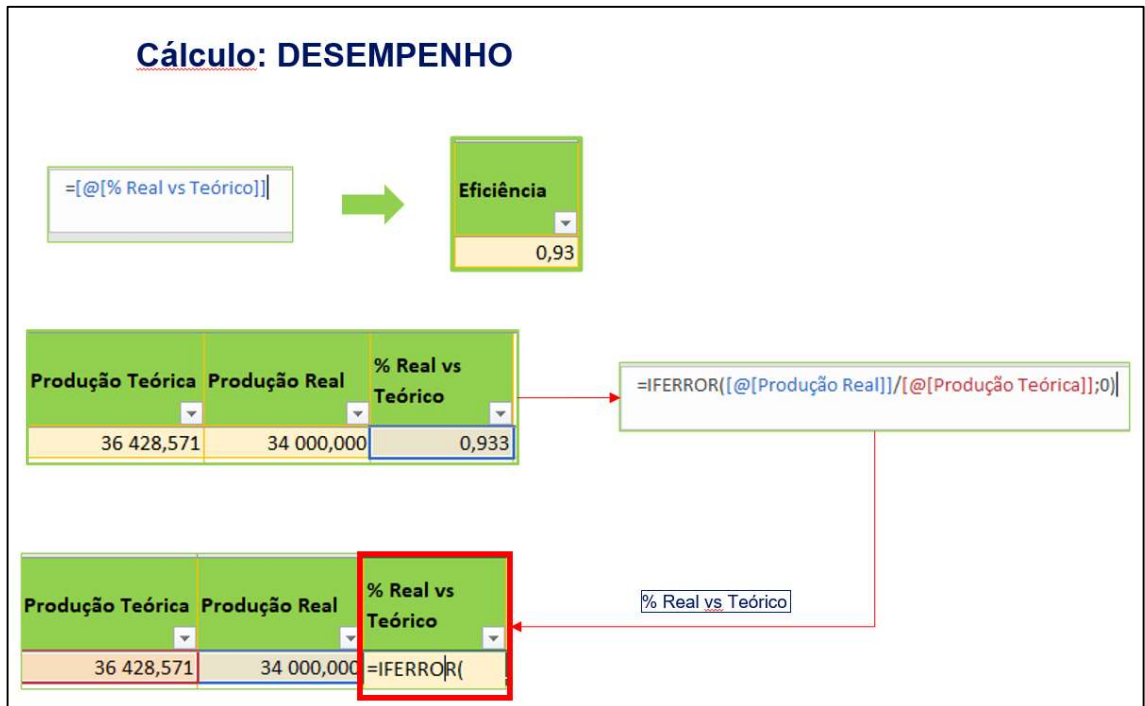 Cálculo: DESEMPENHO
=[@[% Real vs Teórico]]
Eficiência
0,93
Produção Teórica Produção Real % Real vs
Teórico
36 428,571 34 000,000 0,933
=IFERROR([@[Produção Real]]/[@[Produção Teórica]];0)
Produção Teórica Produção Real % Real vs
Teórico
36 428,571 34 000,000 =IFERROR(
% Real vs Teórico